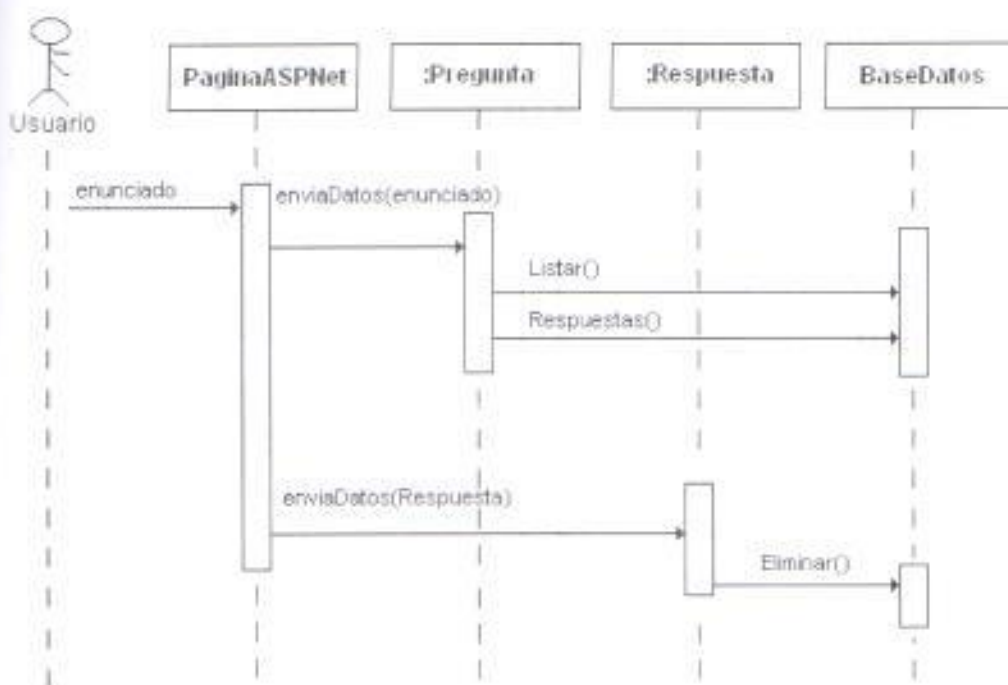 PaginaASPNet
:Pregunta
:Respuesta
BaseDatos
Usuario
enunciado
enviaDatos(enunciado)
Listar()
Respuestas()
enviaDatos(Respuesta)
Eliminar()